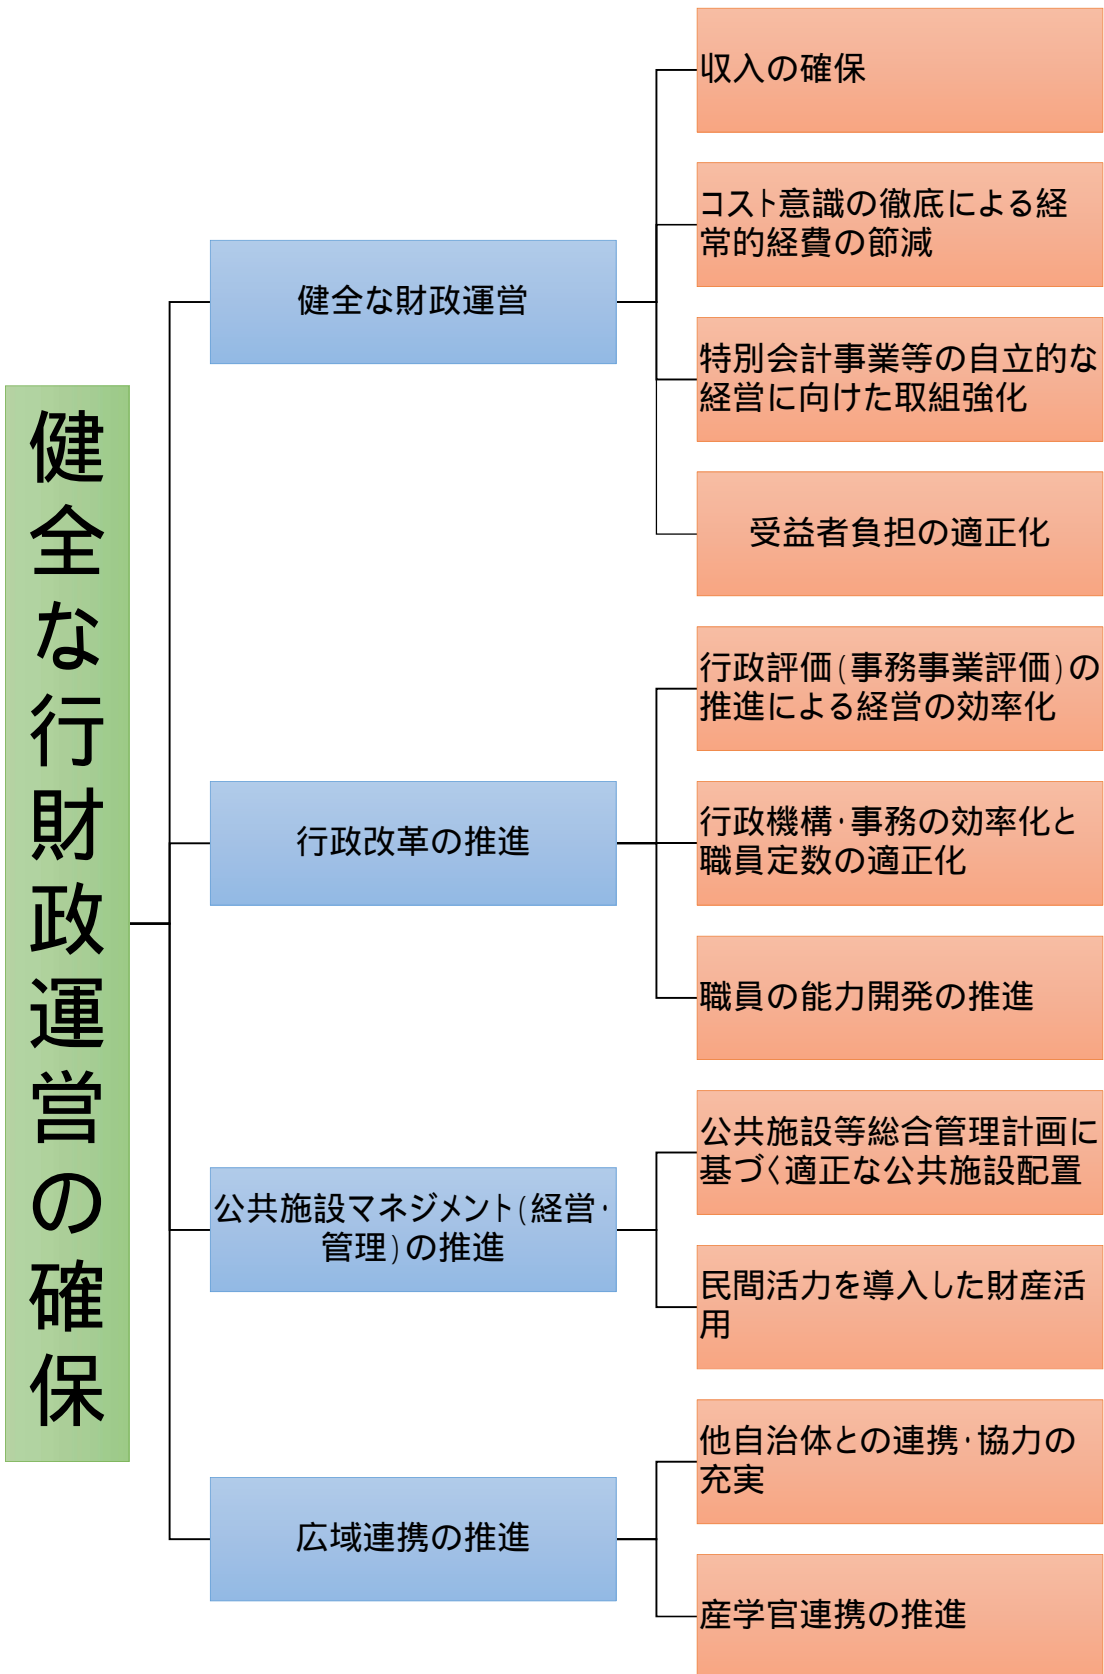 健全な行財政運営の確保
健全な財政運営
収入の確保
コスト意識の徹底による経
常的経費の節減
特別会計事業等の自立的な
経営に向けた取組強化
受益者負担の適正化
行政改革の推進
行政評価(事務事業評価)の
推進による経営の効率化
行政機構・事務の効率化と
職員定数の適正化
職員の能力開発の推進
公共施設マネジメント(経営・
管理)の推進
公共施設等総合管理計画に
基づく適正な公共施設配置
民間活力を導入した財産活
用
広域連携の推進
他自治体との連携・協力の
充実
産学官連携の推進